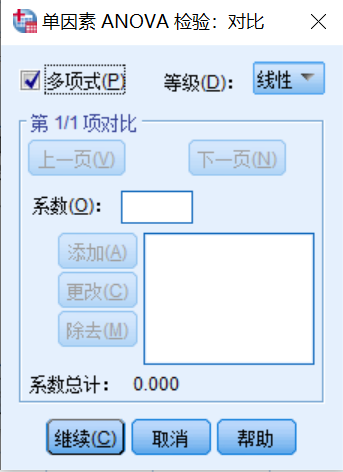 单因素 ANOVA 检验：对比
多项式(P) 等级(D)： 线性
第 1/1 项对比
上一页(V) 下一页(N)
系数(O)：
添加(A)
更改(C)
除去(M)
系数总计： 0.000
继续(C) 取消 帮助